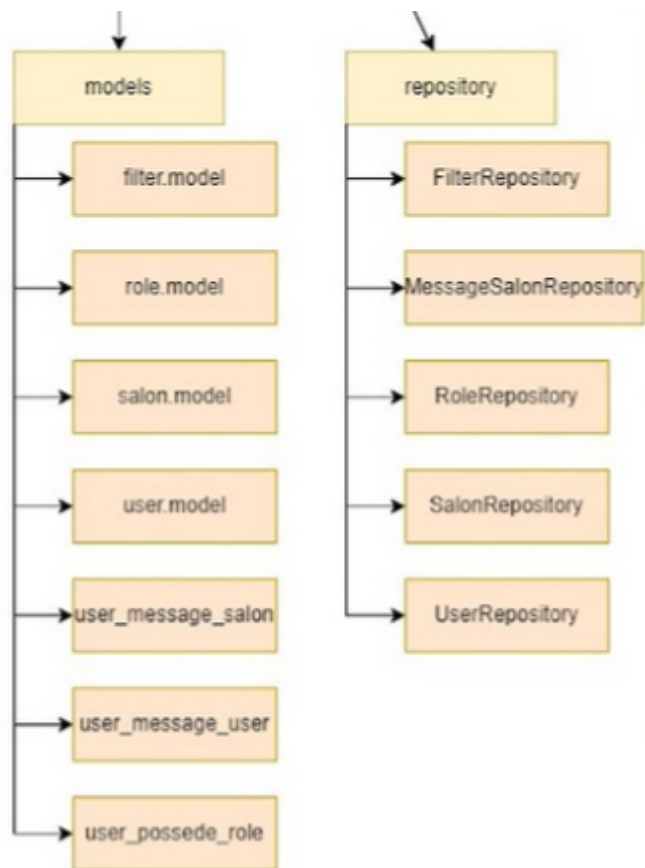 models
filter.model
role.model
salon.model
user.model
user_message_salon
user_message_user
user_possede_role
repository
FilterRepository
MessageSalonRepository
RoleRepository
SalonRepository
UserRepository